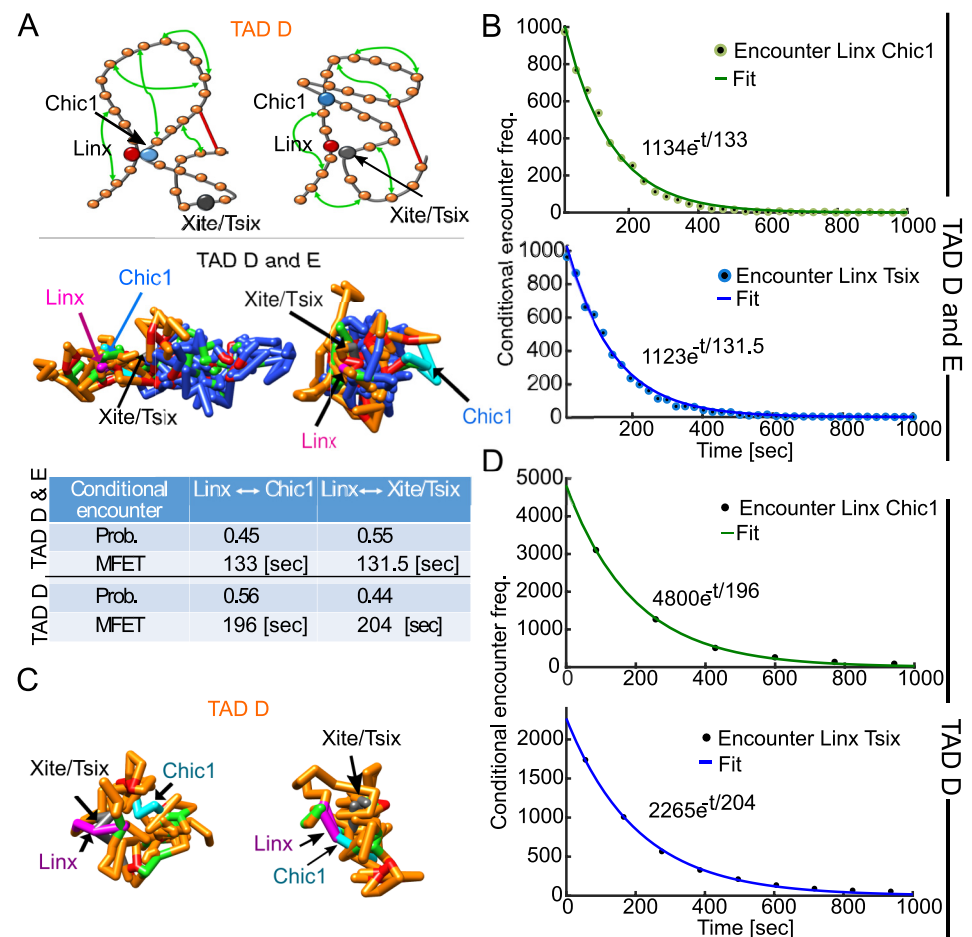 A
TAD D
Chic1
Linx
Xite/Tsix
Chic1
Linx
Xite/Tsix
TAD D and E
Linx
Chic1
Xite/Tsix
Xite/Tsix
Linx
Chic1
TAD D & E
TAD D
Conditional encounter
Linx ↔ Chic1
Linx ↔ Xite/Tsix
Prob. 0.45 0.55
MFET 133 [sec] 131.5 [sec]
Prob. 0.56 0.44
MFET 196 [sec] 204 [sec]
C
TAD D
Xite/Tsix
Chic1
Linx
Xite/Tsix
Linx
Chic1
B
Conditional encounter freq.
1000
800
600
400
200
0
Encounter Linx Chic1
Fit
1134e-t/133
200 400 600 800 1000
1000
800
600
400
200
0
Encounter Linx Tsix
Fit
1123e-t/131.5
200 400 600 800 1000
Time [sec]
TAD D and E
D
Conditional encounter freq.
5000
4000
3000
2000
1000
0
Encounter Linx Chic1
Fit
4800e-t/196
0 200 400 600 800 1000
2000
1500
1000
500
0
Encounter Linx Tsix
Fit
2265e-t/204
0 200 400 600 800 1000
Time [sec]
TAD D